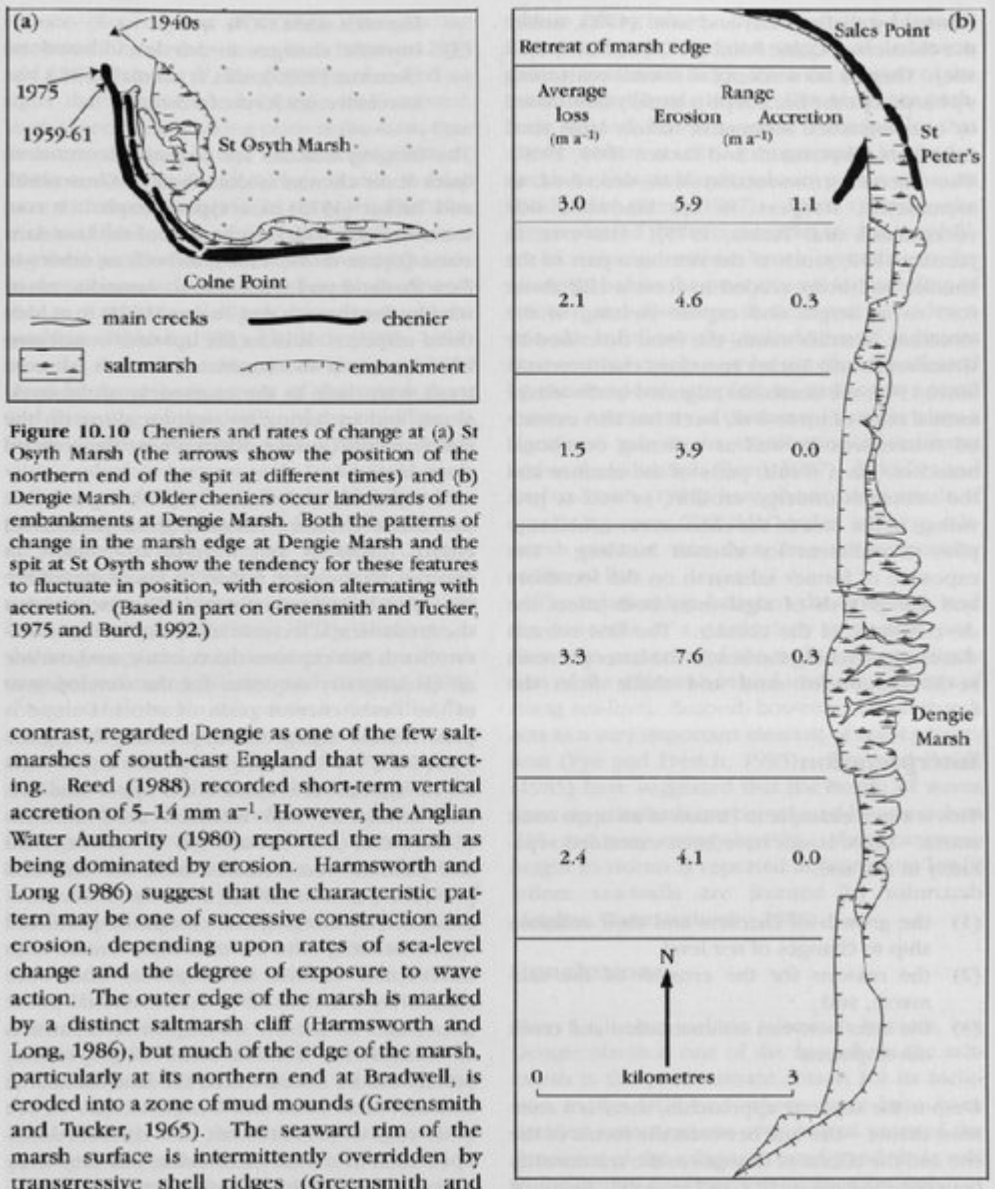 (a)
1940s
1975
1959-61
St Osyth Marsh
Colne Point
main creeks
chenier
saltmarsh
embankment
Figure 10.10 Cheniers and rates of change at (a) St
Osyth Marsh (the arrows show the position of the
northern end of the spit at different times) and (b)
Dengie Marsh. Older cheniers occur landwards of the
embankments at Dengie Marsh. Both the patterns of
change in the marsh edge at Dengie Marsh and the
spit at St Osyth show the tendency for these features
to fluctuate in position, with erosion alternating with
accretion. (Based in part on Greensmith and Tucker,
1975 and Burd, 1992.)
contrast, regarded Dengie as one of the few salt-
marshes of south-east England that was accret-
ing. Reed (1988) recorded short-term vertical
accretion of 5–14 mm a⁻¹. However, the Anglian
Water Authority (1980) reported the marsh as
being dominated by erosion. Harmsworth and
Long (1986) suggest that the characteristic pat-
tern may be one of successive construction and
erosion, depending upon rates of sea-level
change and the degree of exposure to wave
action. The outer edge of the marsh is marked
by a distinct saltmarsh cliff (Harmsworth and
Long, 1986), but much of the edge of the marsh,
particularly at its northern end at Bradwell, is
eroded into a zone of mud mounds (Greensmith
and Tucker, 1965). The seaward rim of the
marsh surface is intermittently overridden by
transgressive shell ridges (Greensmith and
(b)
Sales Point
Retreat of marsh edge
Average Range
loss Erosion Accretion
(m a⁻¹) (m a⁻¹)
St
Peter's
3.0 5.9 1.1
2.1 4.6 0.3
1.5 3.9 0.0
3.3 7.6 0.3
Dengie
Marsh
2.4 4.1 0.0
N
0 kilometres 3